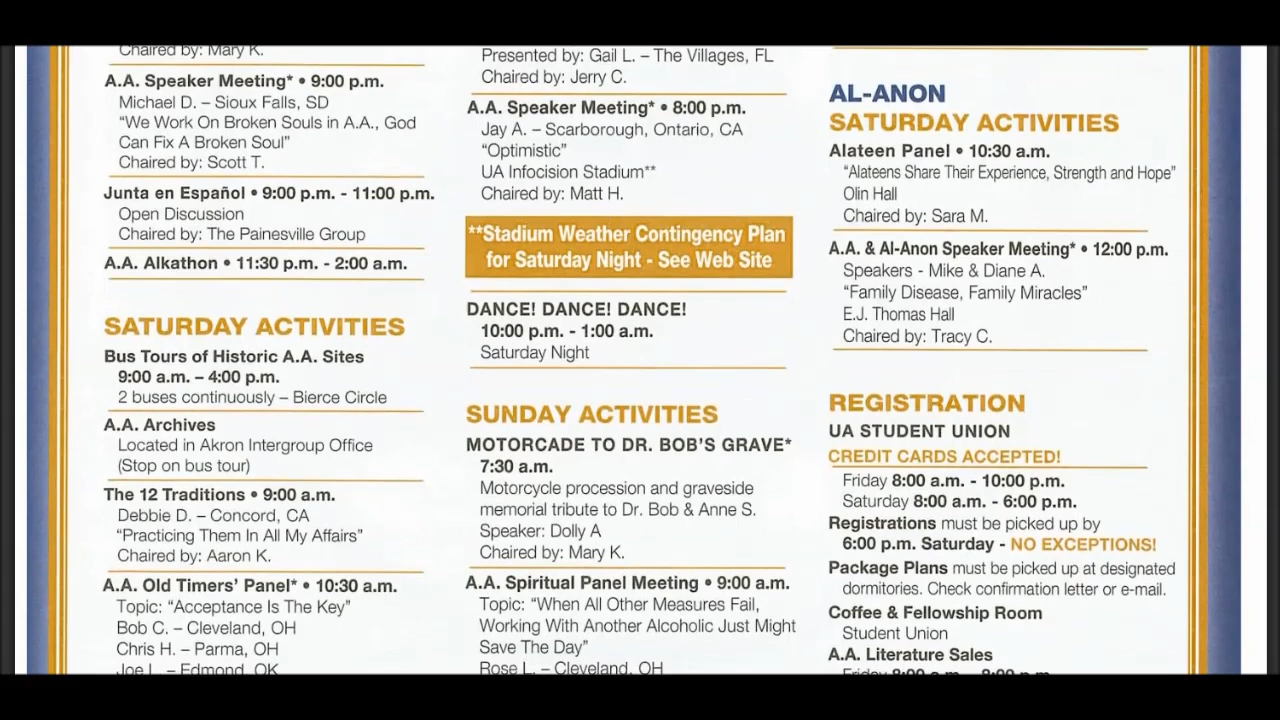 Chaired by: Mary K.
A.A. Speaker Meeting* • 9:00 p.m.
Michael D. – Sioux Falls, SD
“We Work On Broken Souls in A.A., God
Can Fix A Broken Soul”
Chaired by: Scott T.
Junta en Español • 9:00 p.m. - 11:00 p.m.
Open Discussion
Chaired by: The Painesville Group
A.A. Alkathon • 11:30 p.m. - 2:00 a.m.
SATURDAY ACTIVITIES
Bus Tours of Historic A.A. Sites
9:00 a.m. – 4:00 p.m.
2 buses continuously – Bierce Circle
A.A. Archives
Located in Akron Intergroup Office
(Stop on bus tour)
The 12 Traditions • 9:00 a.m.
Debbie D. – Concord, CA
“Practicing Them In All My Affairs”
Chaired by: Aaron K.
A.A. Old Timers’ Panel* • 10:30 a.m.
Topic: “Acceptance Is The Key”
Bob C. – Cleveland, OH
Chris H. – Parma, OH
Joe L. – Edmond, OK
Presented by: Gail L. – The Villages, FL
Chaired by: Jerry C.
A.A. Speaker Meeting* • 8:00 p.m.
Jay A. – Scarborough, Ontario, CA
“Optimistic”
UA Infocision Stadium**
Chaired by: Matt H.
**Stadium Weather Contingency Plan
for Saturday Night - See Web Site
DANCE! DANCE! DANCE!
10:00 p.m. - 1:00 a.m.
Saturday Night
SUNDAY ACTIVITIES
MOTORCADE TO DR. BOB’S GRAVE*
7:30 a.m.
Motorcycle procession and graveside
memorial tribute to Dr. Bob & Anne S.
Speaker: Dolly A
Chaired by: Mary K.
A.A. Spiritual Panel Meeting • 9:00 a.m.
Topic: “When All Other Measures Fail,
Working With Another Alcoholic Just Might
Save The Day”
Rose L. – Cleveland, OH
AL-ANON
SATURDAY ACTIVITIES
Alateen Panel • 10:30 a.m.
“Alateens Share Their Experience, Strength and Hope”
Olin Hall
Chaired by: Sara M.
A.A. & Al-Anon Speaker Meeting* • 12:00 p.m.
Speakers - Mike & Diane A.
“Family Disease, Family Miracles”
E.J. Thomas Hall
Chaired by: Tracy C.
REGISTRATION
UA STUDENT UNION
CREDIT CARDS ACCEPTED!
Friday 8:00 a.m. - 10:00 p.m.
Saturday 8:00 a.m. - 6:00 p.m.
Registrations must be picked up by
6:00 p.m. Saturday - NO EXCEPTIONS!
Package Plans must be picked up at designated
dormitories. Check confirmation letter or e-mail.
Coffee & Fellowship Room
Student Union
A.A. Literature Sales
Friday 8:00 a.m. - 8:00 p.m.